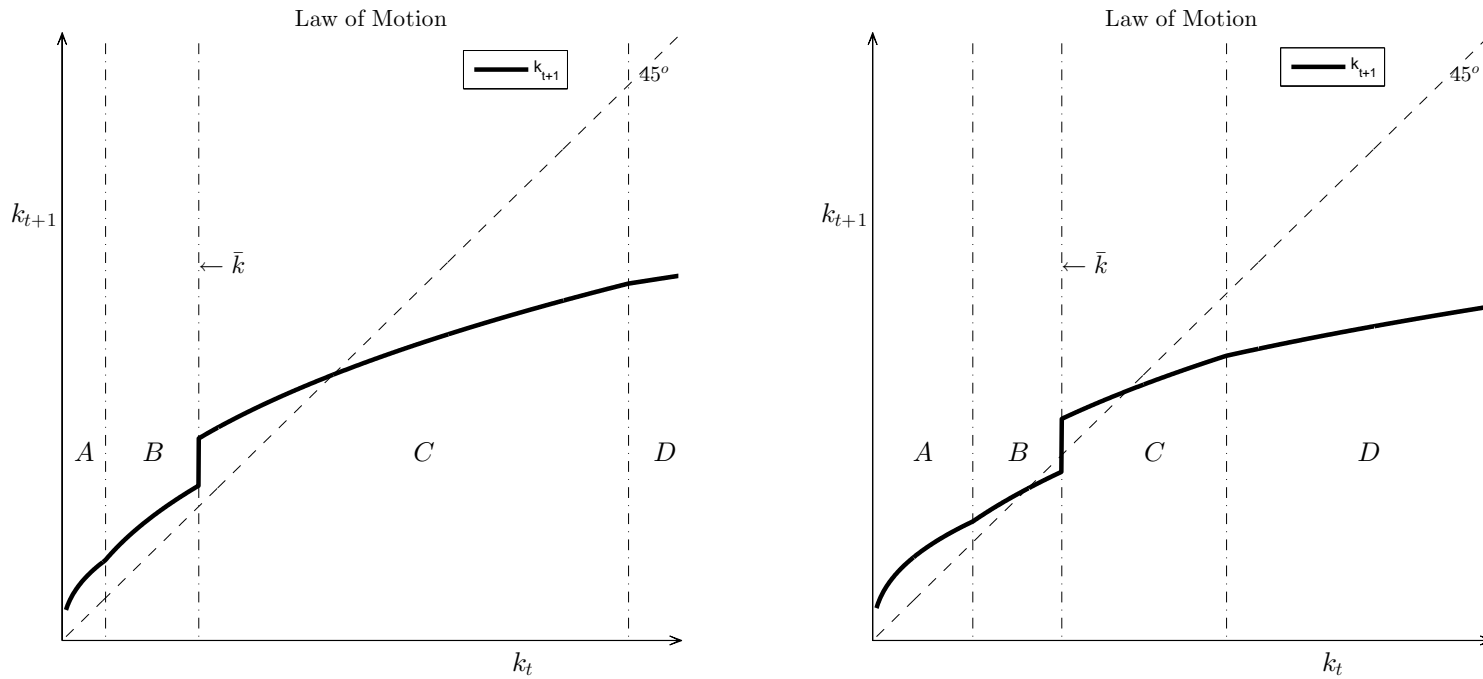 Law of Motion
k_{t+1}
45^o
k_{t+1}
← k̄
A
B
C
D
k_t
Law of Motion
k_{t+1}
45^o
k_{t+1}
← k̄
A
B
C
D
k_t